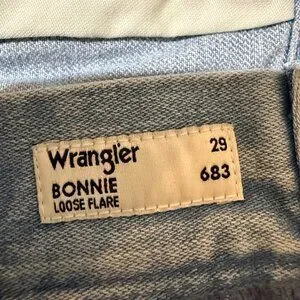 Wrangler 29
BONNIE 683
LOOSE FLARE